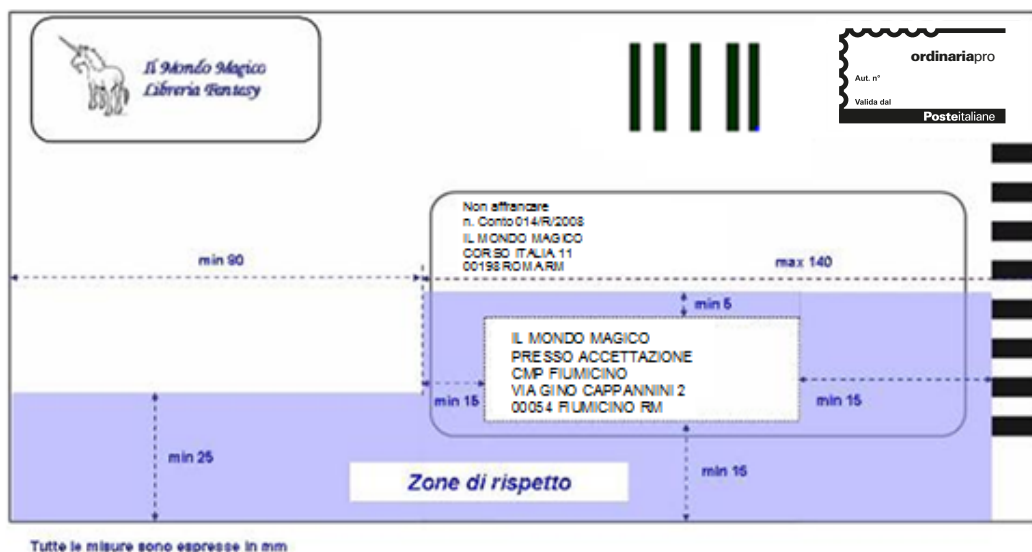 Il Mondo Magico
Libreria Fantasy
ordinariapro
Aut. n°
Valida dal
Posteitaliane
Non affrancare
n. Conto 014/R/2008
IL MONDO MAGICO
CORSO ITALIA 11
00198 ROMA RM
min 90
max 140
min 5
IL MONDO MAGICO
PRESSO ACCETTAZIONE
CMP FIUMICINO
VIA GINO CAPPANNINI 2
00054 FIUMICINO RM
min 15
min 15
min 25
min 15
Zone di rispetto
Tutte le misure sono espresse in mm